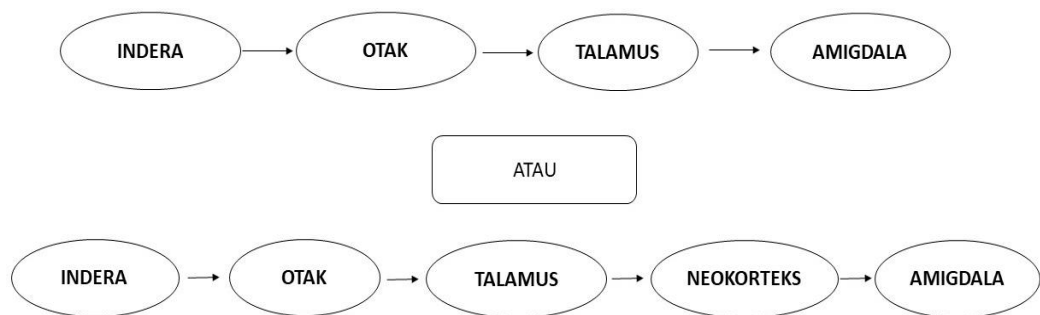 INDERA OTAK TALAMUS AMIGDALA
ATAU
INDERA OTAK TALAMUS NEOKORTEKS AMIGDALA